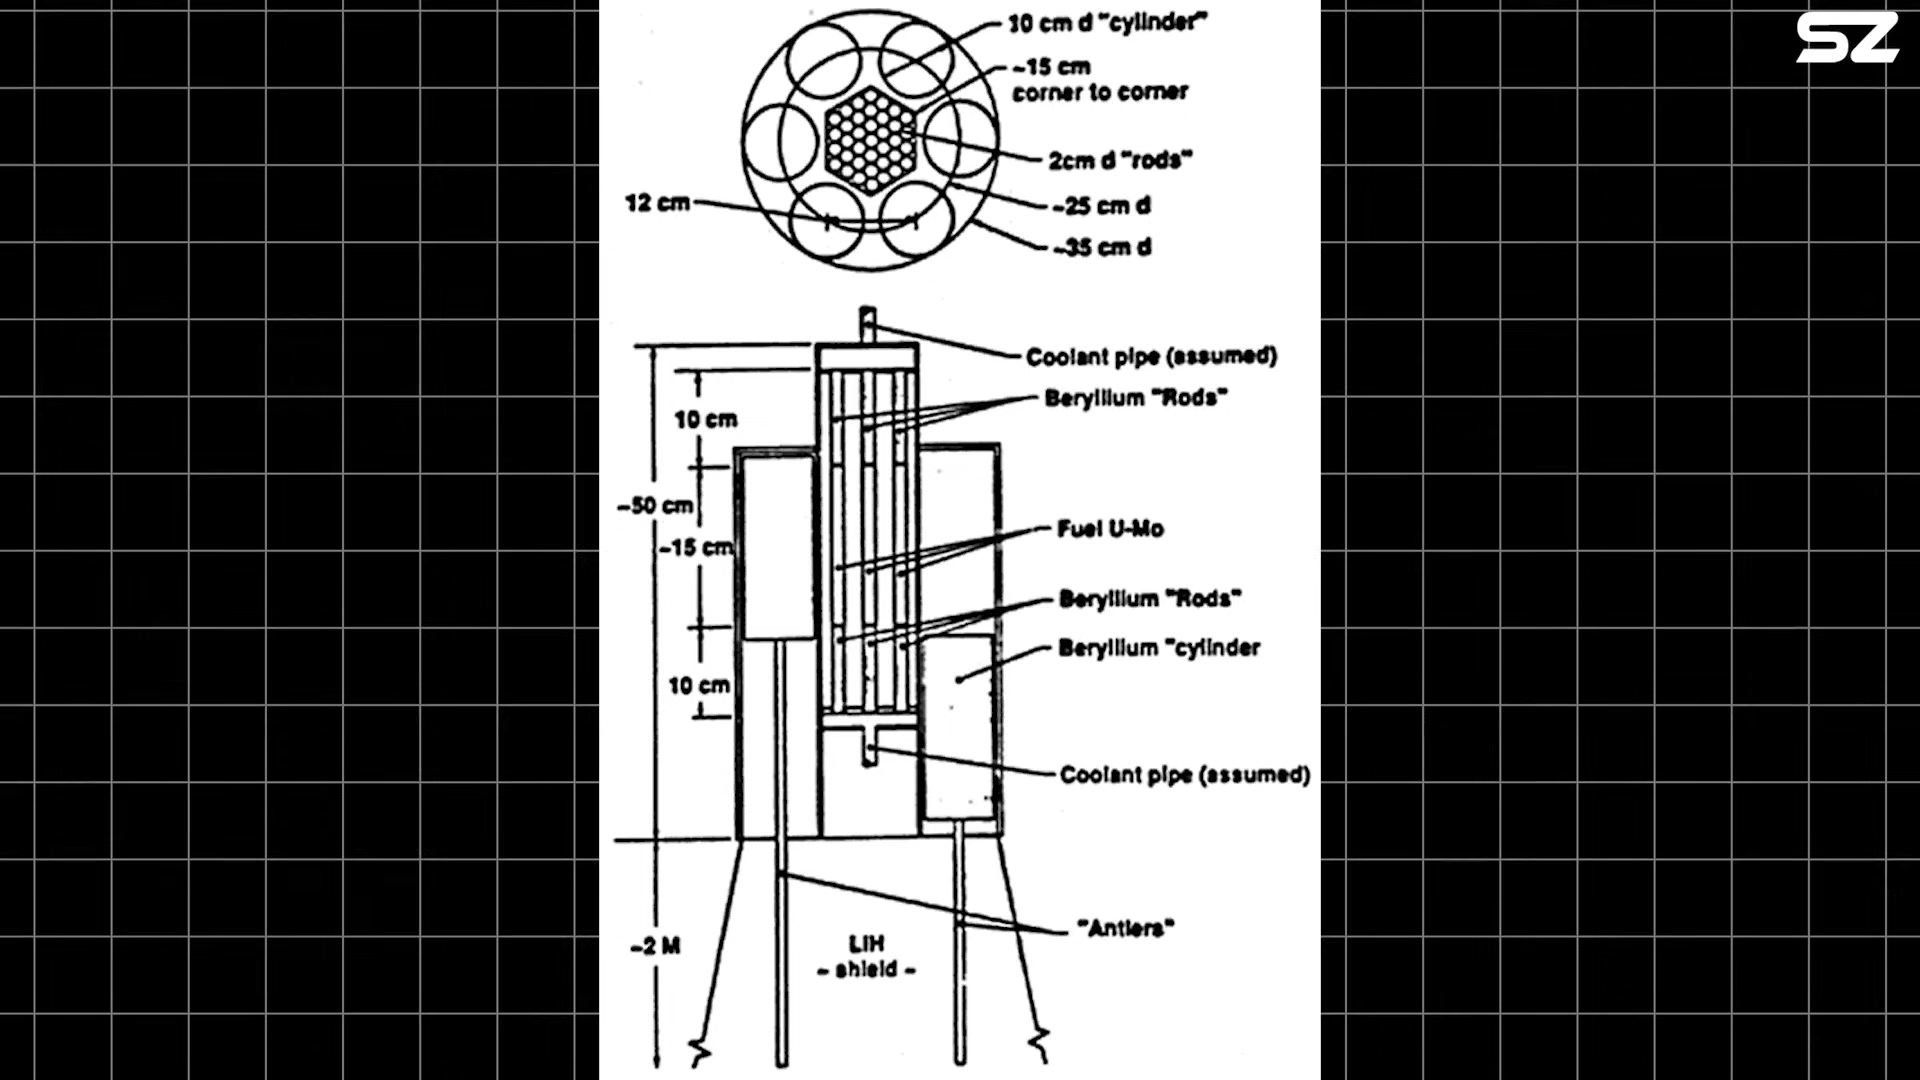 SZ
10 cm d "cylinder"
~15 cm
corner to corner
2cm d "rods"
12 cm
~25 cm d
~35 cm d
Coolant pipe (assumed)
Beryllium "Rods"
10 cm
~50 cm
Fuel U-Mo
~15 cm
Beryllium "Rods"
Beryllium "cylinder
10 cm
Coolant pipe (assumed)
"Antlers"
~2 M
LIH
~ shield ~